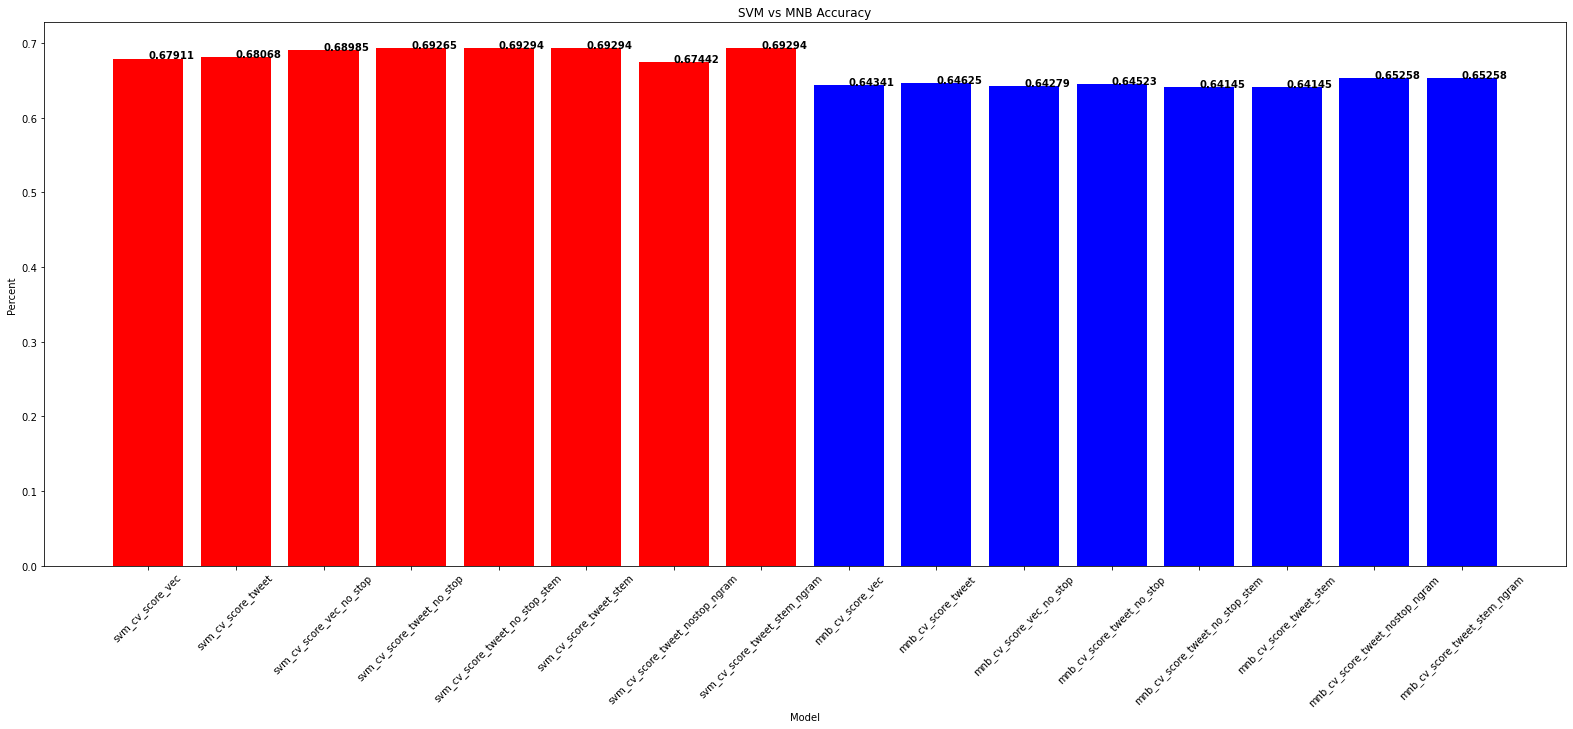 SVM vs MNB Accuracy
Percent
0.7
0.6
0.5
0.4
0.3
0.2
0.1
0.0
0.67911
0.68068
0.68985
0.69265
0.69294
0.69294
0.67442
0.69294
0.64341
0.64625
0.64279
0.64523
0.64145
0.64145
0.65258
0.65258
svm_cv_score_vec
svm_cv_score_tweet
svm_cv_score_vec_no_stop
svm_cv_score_tweet_no_stop
svm_cv_score_tweet_no_stop_stem
svm_cv_score_tweet_stem
svm_cv_score_tweet_nostop_ngram
svm_cv_score_tweet_stem_ngram
mnb_cv_score_vec
mnb_cv_score_tweet
mnb_cv_score_vec_no_stop
mnb_cv_score_tweet_no_stop
mnb_cv_score_tweet_no_stop_stem
mnb_cv_score_tweet_stem
mnb_cv_score_tweet_nostop_ngram
mnb_cv_score_tweet_stem_ngram
Model